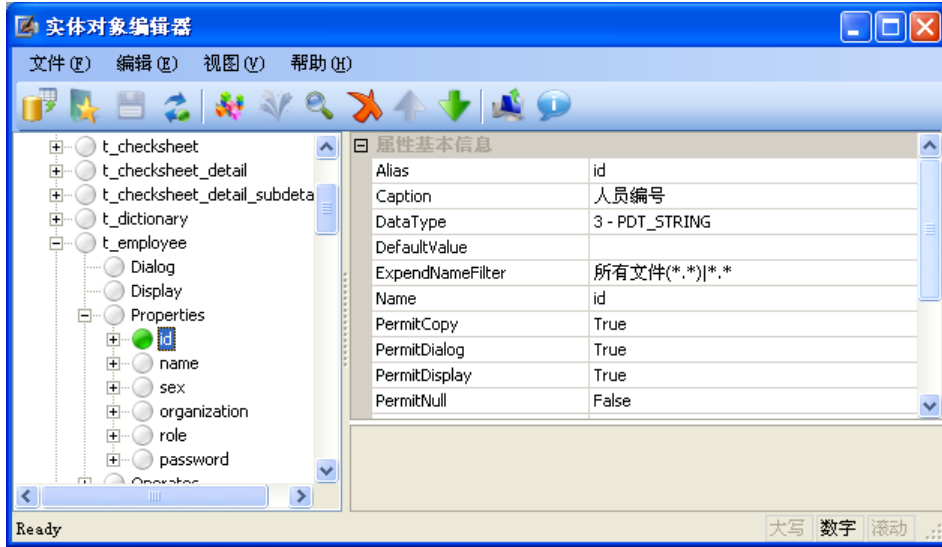 实体对象编辑器
文件(F) 编辑(E) 视图(V) 帮助(H)
t_checksheet
t_checksheet_detail
t_checksheet_detail_subdeta
t_dictionary
t_employee
Dialog
Display
Properties
id
name
sex
organization
role
password
Operates
属性基本信息
Alias id
Caption 人员编号
DataType 3 - PDT_STRING
DefaultValue
ExpendNameFilter 所有文件(*.*)|*.*
Name id
PermitCopy True
PermitDialog True
PermitDisplay True
PermitNull False
Ready 大写 数字 滚动